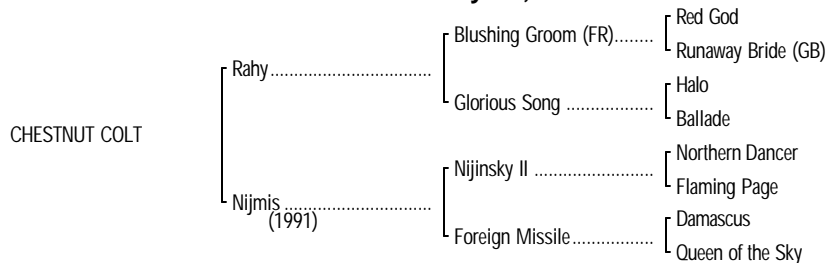 Red God
Blushing Groom (FR)........
Runaway Bride (GB)
Rahy.................................
Halo
Glorious Song ...................
Ballade
CHESTNUT COLT
Northern Dancer
Nijinsky II ..........................
Flaming Page
Nijmis ..............................
(1991)
Damascus
Foreign Missile.................
Queen of the Sky